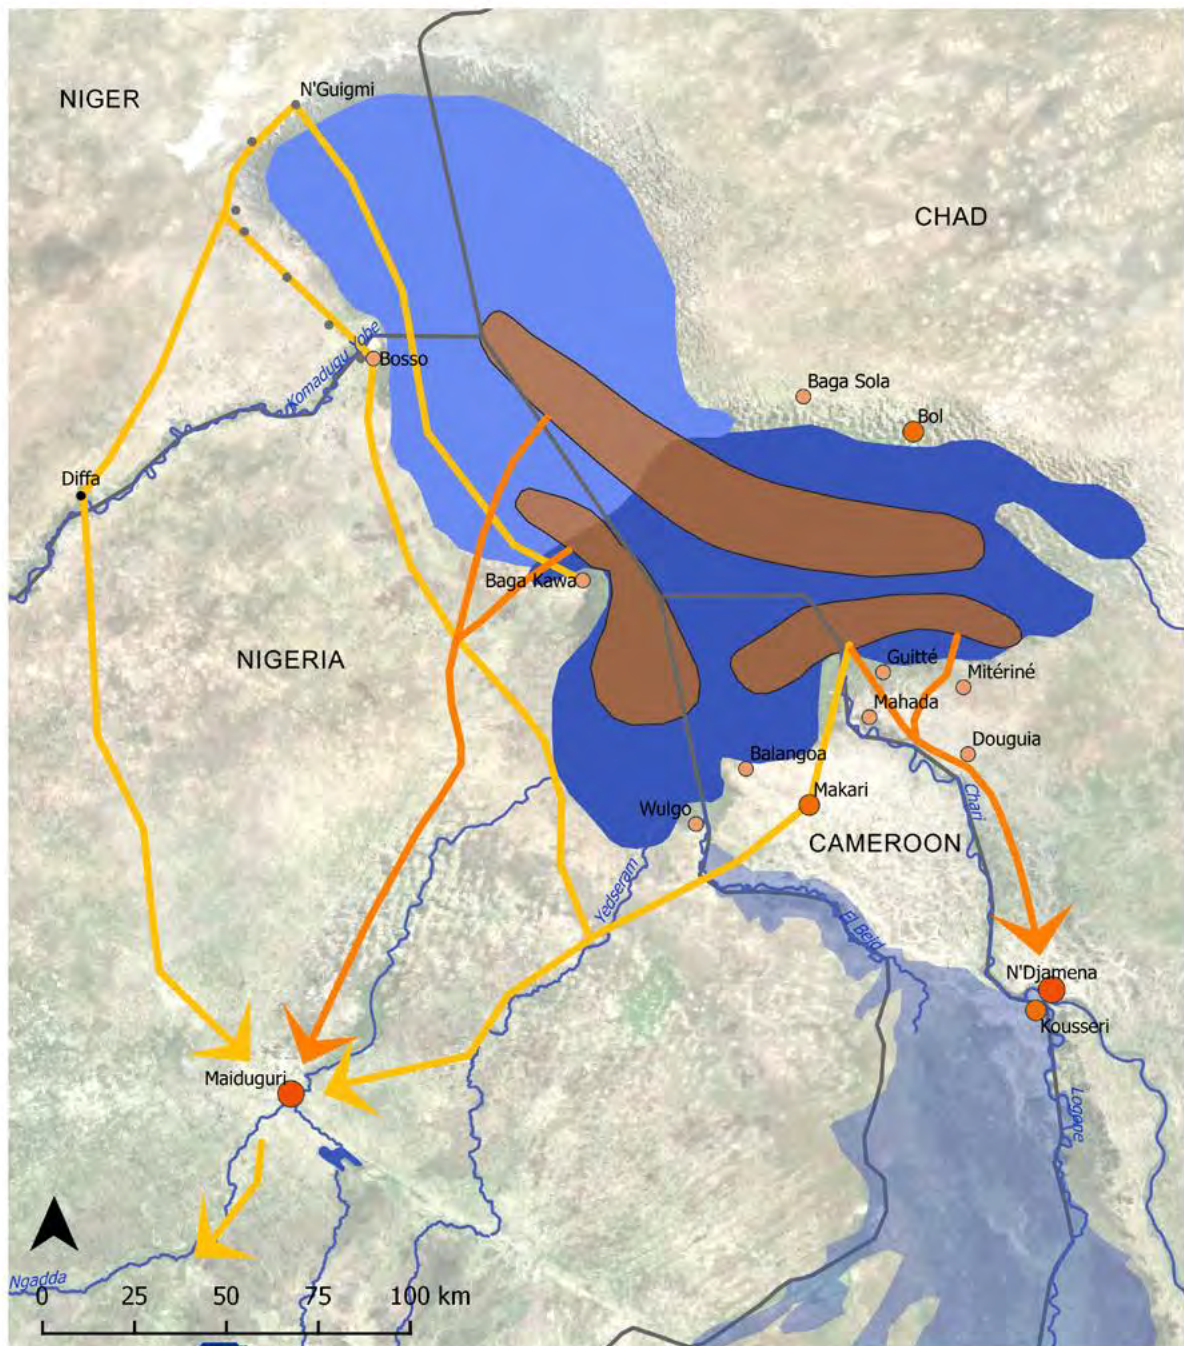 N'Guigmi
NIGER
CHAD
Komadugu Yobe
Bosso
Baga Sola
Bol
Diffa
Baga Kawa
NIGERIA
Guitté
Mitériné
Mahada
Douguia
Balangoa
Makari
Wulgo
Chari
CAMEROON
Yedseram
El Beid
N'Djamena
Kousseri
Maiduguri
Logone
Ngadda
0 25 50 75 100 km